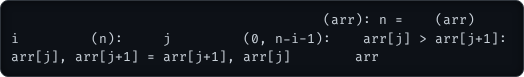 (arr): n = (arr)
i (n): j (0, n-i-1): arr[j] > arr[j+1]:
arr[j], arr[j+1] = arr[j+1], arr[j] arr